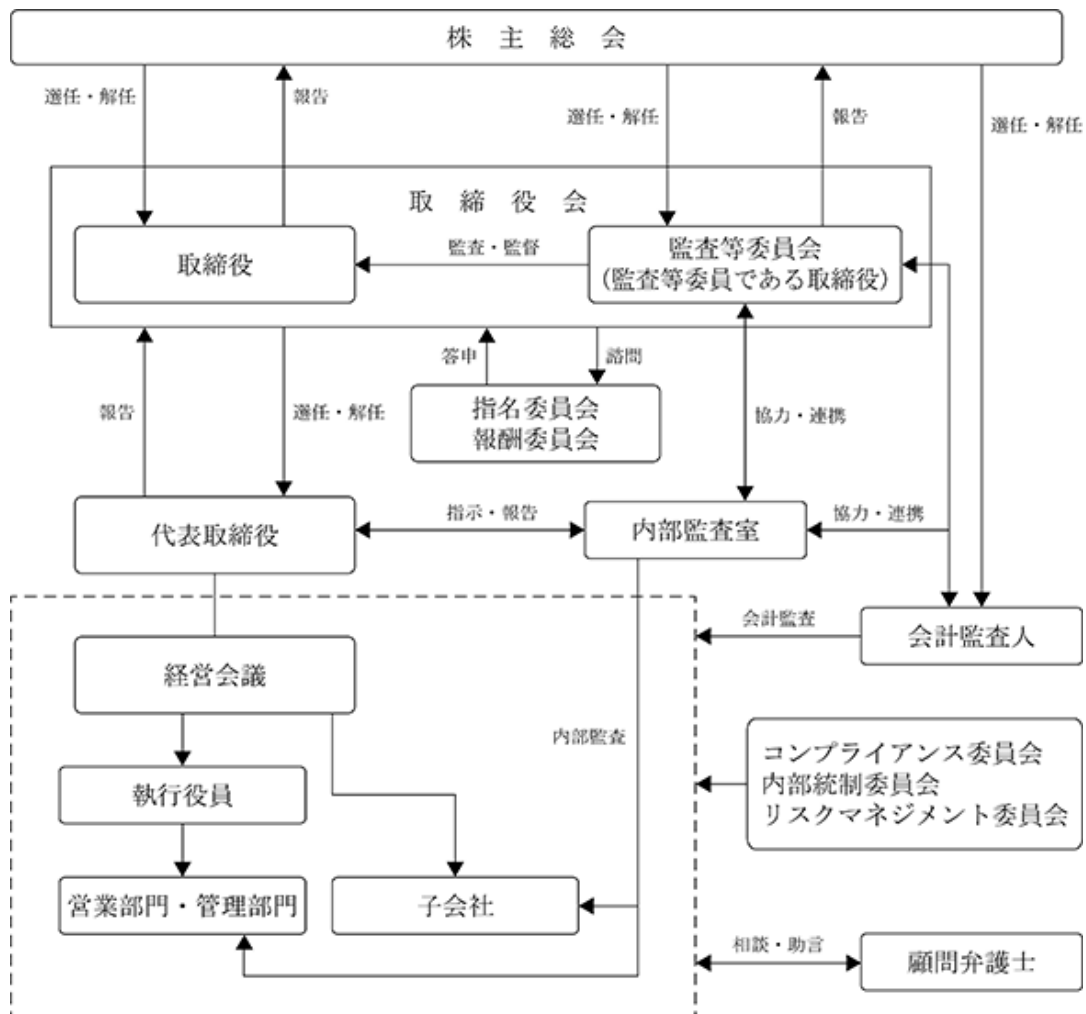 株主総会
選任・解任
報告
選任・解任
報告
選任・解任
取締役会
取締役
監査・監督
監査等委員会
(監査等委員である取締役)
答申
諮問
報告
選任・解任
指名委員会
報酬委員会
協力・連携
代表取締役
指示・報告
内部監査室
協力・連携
会計監査
会計監査人
経営会議
内部監査
コンプライアンス委員会
内部統制委員会
リスクマネジメント委員会
執行役員
営業部門・管理部門
子会社
相談・助言
顧問弁護士